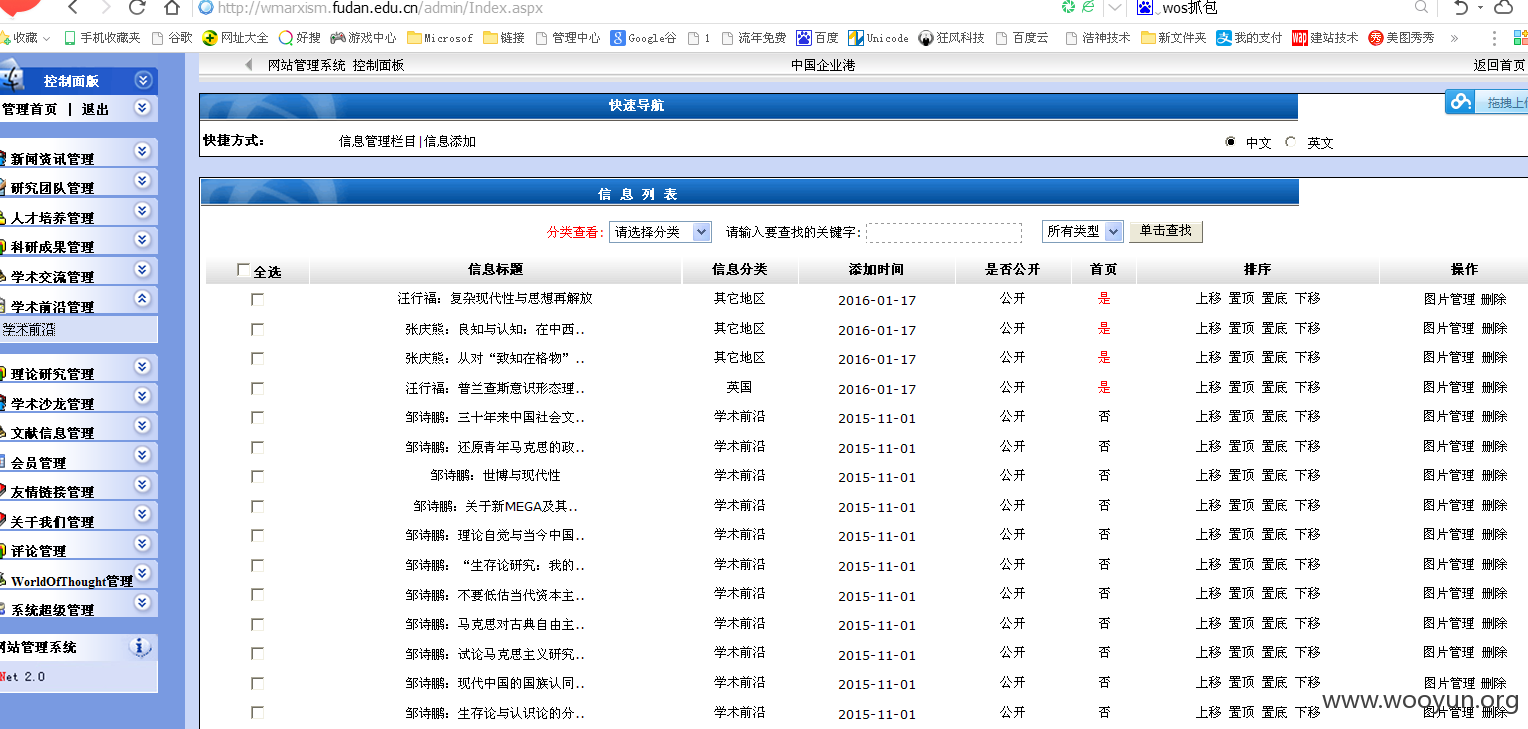 http://wmarxism.fudan.edu.cn/admin/Index.aspx wos抓包
收藏 手机收藏夹 谷歌 网址大全 好搜 游戏中心 Microsof 链接 管理中心 Google谷 1 流年免费 百度 Unicode 狂风科技 百度云 浩神技术 新文件夹 我的支付 建站技术 美图秀秀 »
网站管理系统 控制面板 中国企业港 返回首页
控制面版
管理首页 | 退出
新闻资讯管理
研究团队管理
人才培养管理
科研成果管理
学术交流管理
学术前沿管理
学术前沿
理论研究管理
学术沙龙管理
文献信息管理
会员管理
友情链接管理
关于我们管理
评论管理
WorldOfThought管理
系统超级管理
网站管理系统
Net 2.0
快速导航
拖拽上传
快捷方式: 信息管理栏目|信息添加 中文 英文
信 息 列 表
分类查看: 请选择分类 请输入要查找的关键字: 所有类型 单击查找
全选 信息标题 信息分类 添加时间 是否公开 首页 排序 操作
汪行福：复杂现代性与思想再解放 其它地区 2016-01-17 公开 是 上移 置顶 置底 下移 图片管理 删除
张庆熊：良知与认知：在中西.. 其它地区 2016-01-17 公开 是 上移 置顶 置底 下移 图片管理 删除
张庆熊：从对“致知在格物”.. 其它地区 2016-01-17 公开 是 上移 置顶 置底 下移 图片管理 删除
汪行福：普兰查斯意识形态理.. 英国 2016-01-17 公开 是 上移 置顶 置底 下移 图片管理 删除
邹诗鹏：三十年来中国社会文.. 学术前沿 2015-11-01 公开 否 上移 置顶 置底 下移 图片管理 删除
邹诗鹏：还原青年马克思的政.. 学术前沿 2015-11-01 公开 否 上移 置顶 置底 下移 图片管理 删除
邹诗鹏：世博与现代性 学术前沿 2015-11-01 公开 否 上移 置顶 置底 下移 图片管理 删除
邹诗鹏：关于新MEGA及其.. 学术前沿 2015-11-01 公开 否 上移 置顶 置底 下移 图片管理 删除
邹诗鹏：理论自觉与当今中国.. 学术前沿 2015-11-01 公开 否 上移 置顶 置底 下移 图片管理 删除
邹诗鹏：“生存论研究：我的.. 学术前沿 2015-11-01 公开 否 上移 置顶 置底 下移 图片管理 删除
邹诗鹏：不要低估当代资本主.. 学术前沿 2015-11-01 公开 否 上移 置顶 置底 下移 图片管理 删除
邹诗鹏：马克思对古典自由主.. 学术前沿 2015-11-01 公开 否 上移 置顶 置底 下移 图片管理 删除
邹诗鹏：试论马克思主义研究.. 学术前沿 2015-11-01 公开 否 上移 置顶 置底 下移 图片管理 删除
邹诗鹏：现代中国的国族认同.. 学术前沿 2015-11-01 公开 否 上移 置顶 置底 下移 图片管理 删除
邹诗鹏：生存论与认识论的分.. 学术前沿 2015-11-01 公开 否 上移 置顶 置底 下移 图片管理 删除
www.wooyun.org